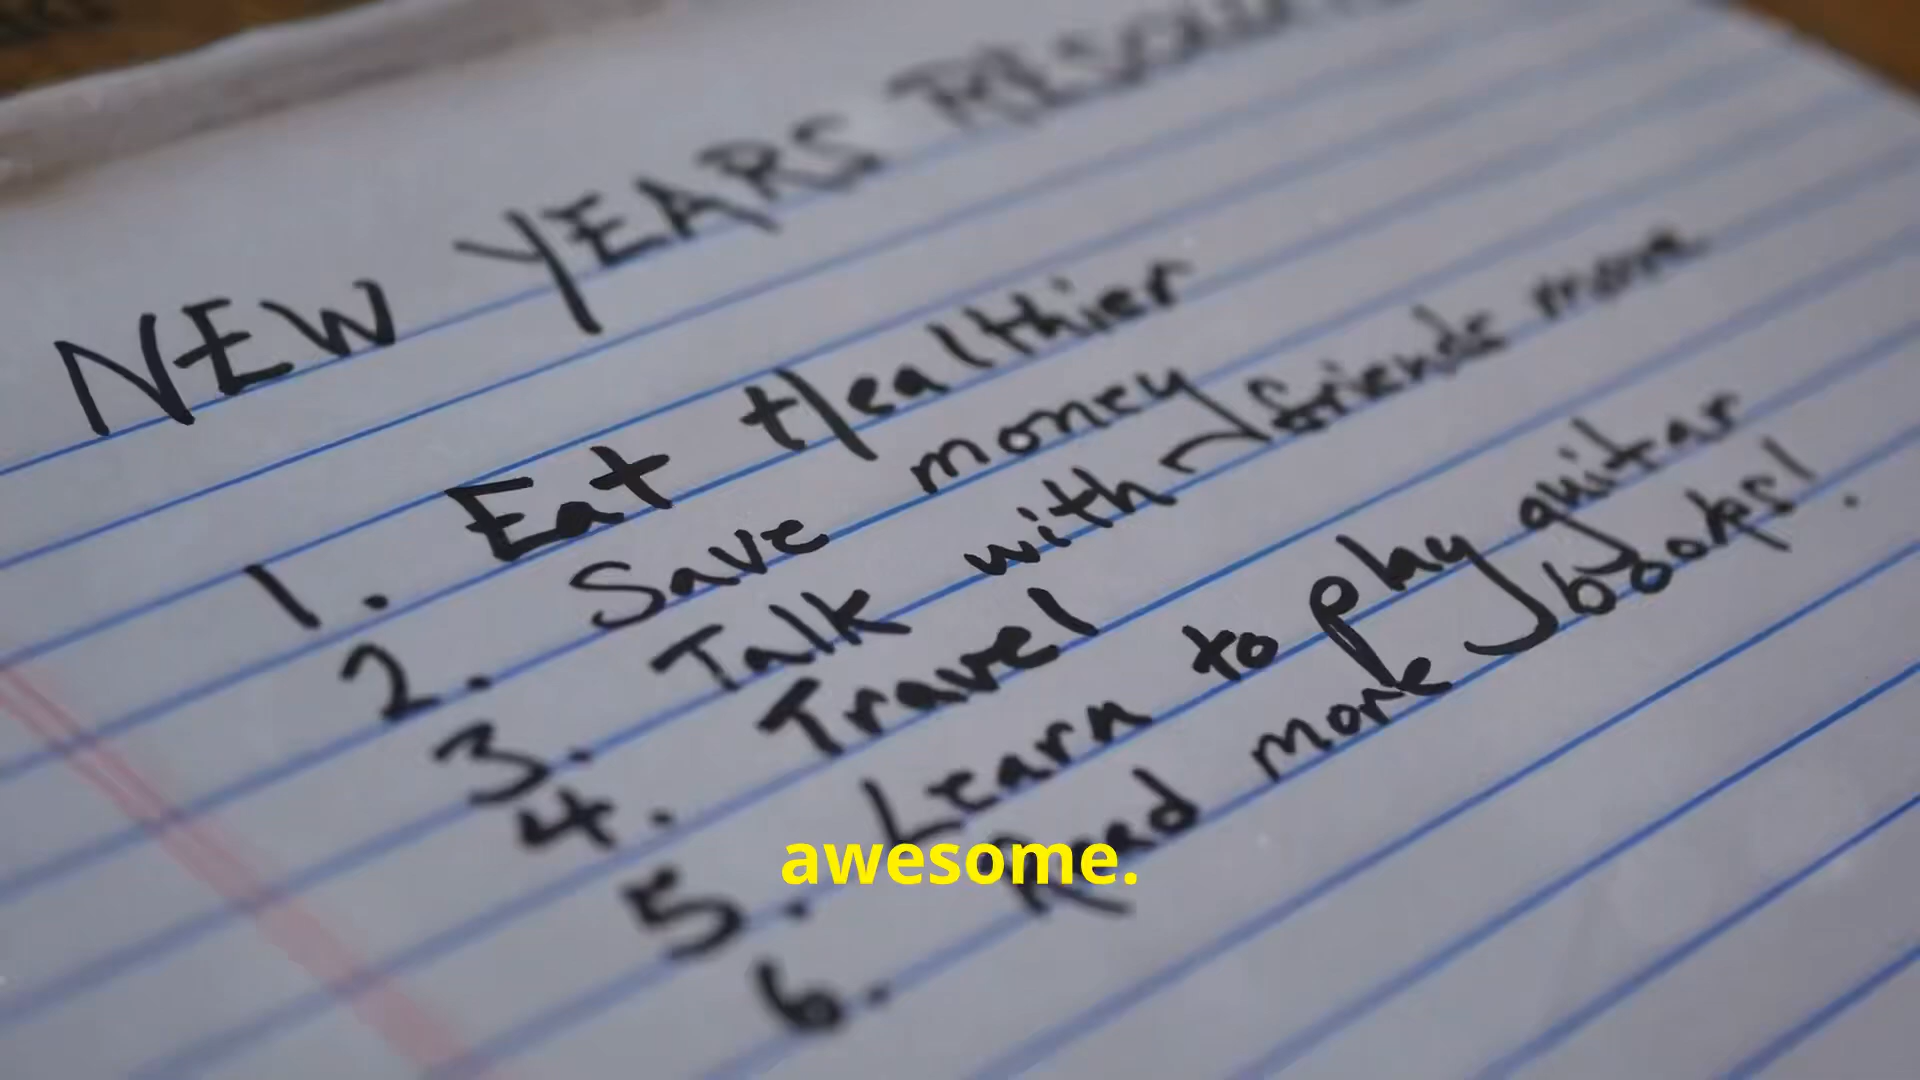 NEW YEARS
1. Eat Healthier
2. Save money
3. Talk with friends more
4. Travel
5. Learn to play guitar
6. Read more books!
awesome.